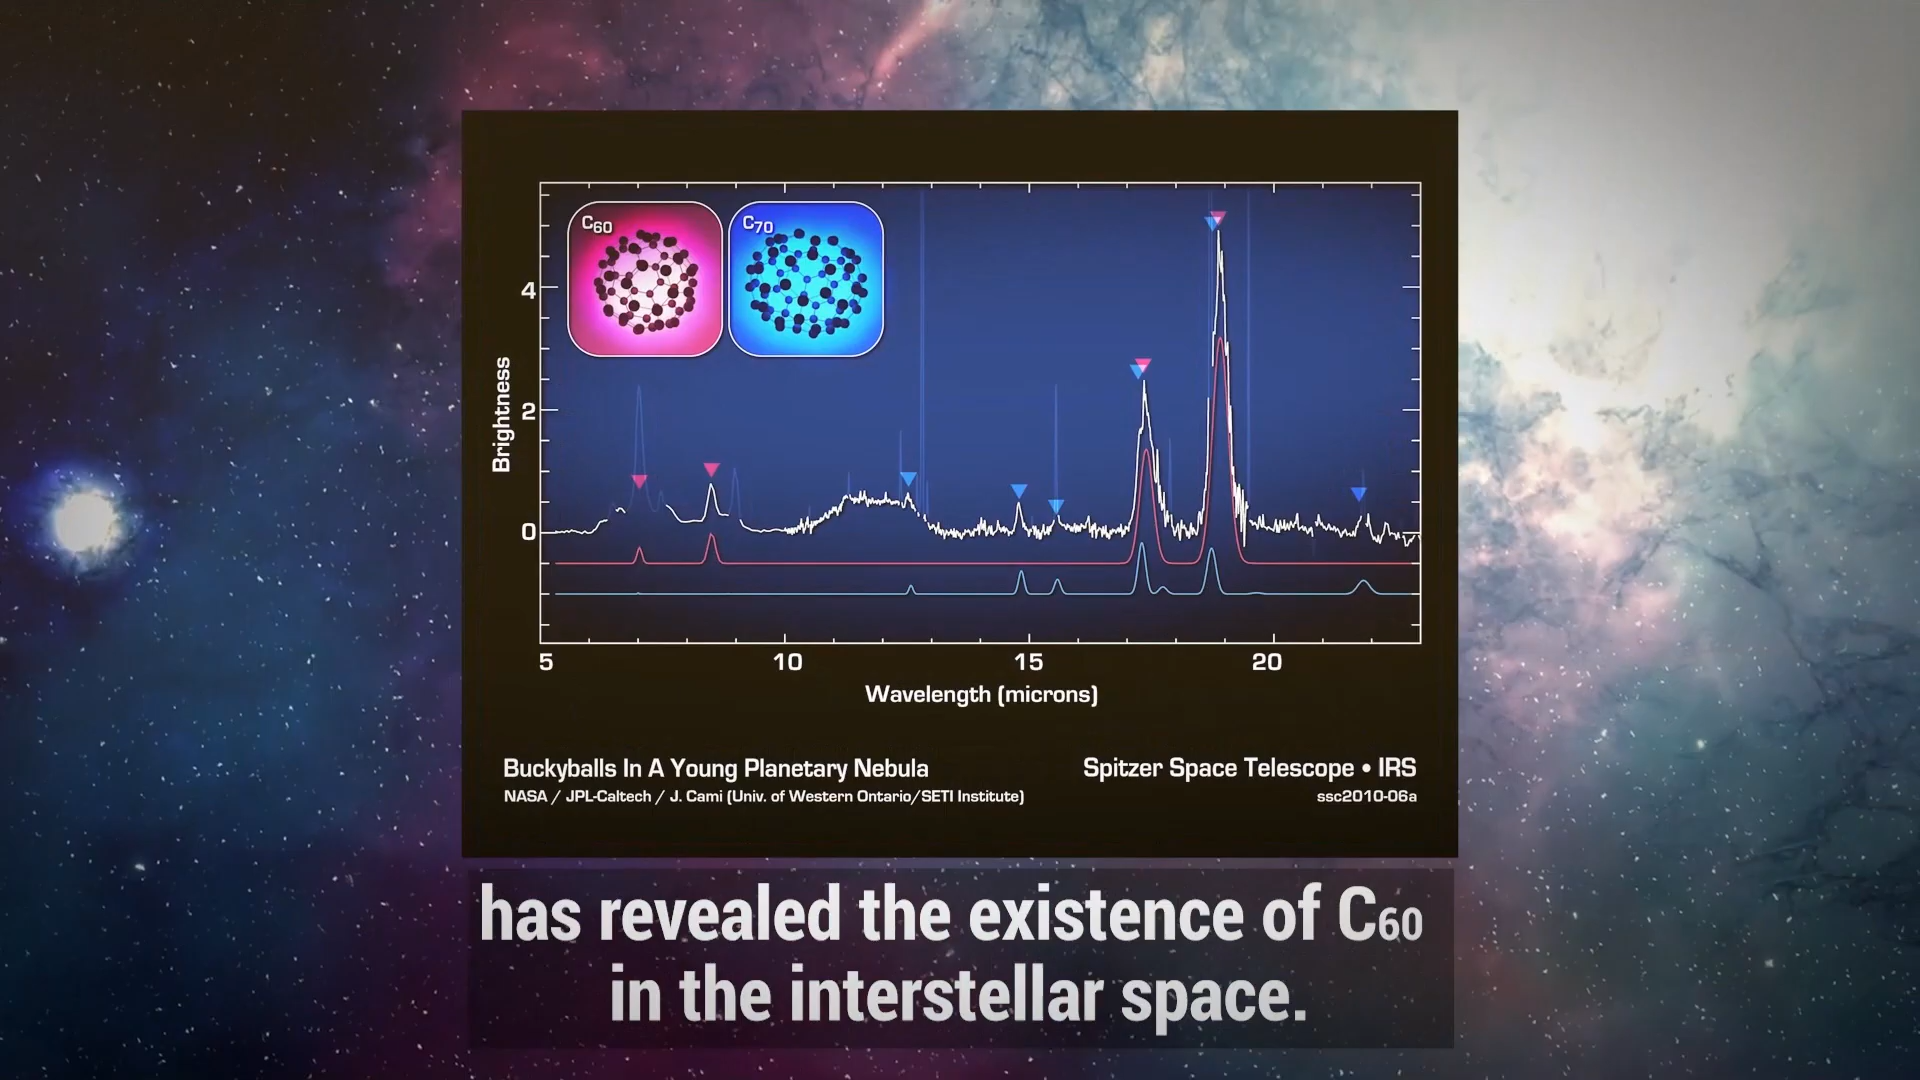 C60
C70
4
2
0
Brightness
5 10 15 20
Wavelength (microns)
Buckyballs In A Young Planetary Nebula
Spitzer Space Telescope • IRS
NASA / JPL-Caltech / J. Cami (Univ. of Western Ontario/SETI Institute)
ssc2010-06a
has revealed the existence of C60
in the interstellar space.